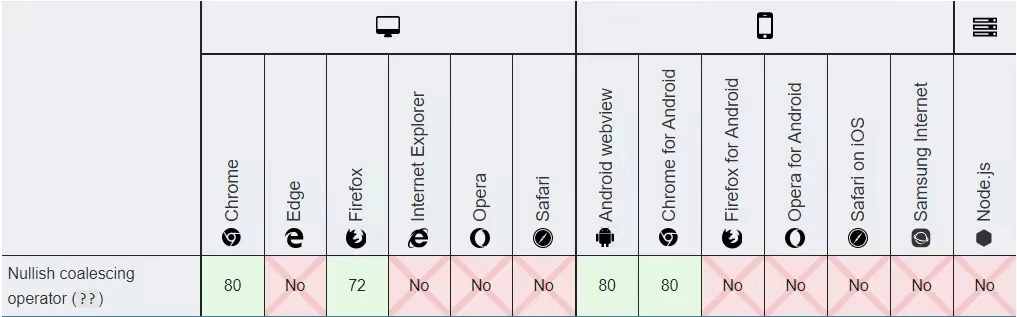 Chrome
Edge
Firefox
Internet Explorer
Opera
Safari
Android webview
Chrome for Android
Firefox for Android
Opera for Android
Safari on iOS
Samsung Internet
Node.js
Nullish coalescing
operator (??)
80 No 72 No No No 80 80 No No No No No